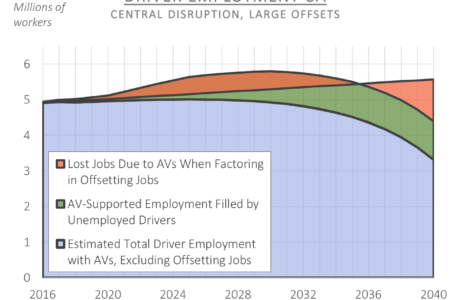 Millions of
workers
DRIVER EMPLOYMENT
CENTRAL DISRUPTION, LARGE OFFSETS
6
5
4
3
2
1
0
Lost Jobs Due to AVs When Factoring
in Offsetting Jobs
AV-Supported Employment Filled by
Unemployed Drivers
Estimated Total Driver Employment
with AVs, Excluding Offsetting Jobs
2016
2020
2024
2028
2032
2036
2040